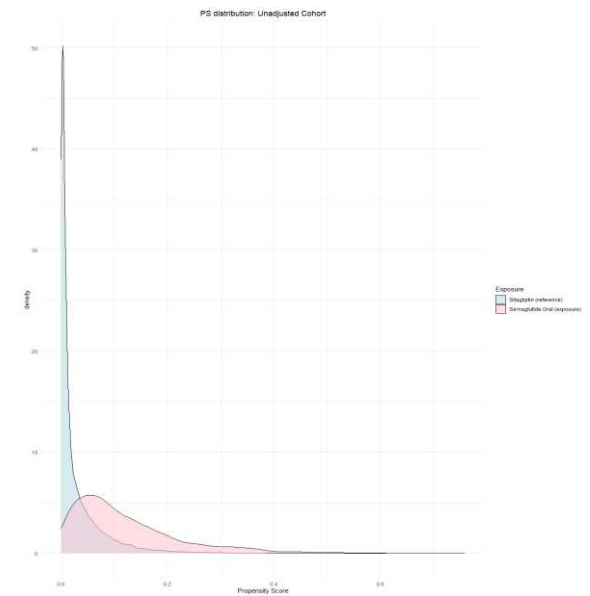 PS distribution: Unadjusted Cohort
50
40
30
20
10
0
density
0.0 0.2 0.4 0.6
Propensity Score
Exposure
Sitagliptin (reference)
Semaglutide Oral (exposure)